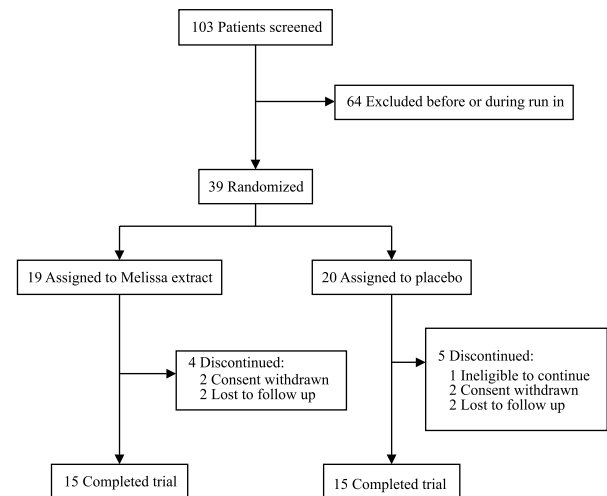 103 Patients screened
64 Excluded before or during run in
39 Randomized
19 Assigned to Melissa extract
20 Assigned to placebo
4 Discontinued:
2 Consent withdrawn
2 Lost to follow up
5 Discontinued:
1 Ineligible to continue
2 Consent withdrawn
2 Lost to follow up
15 Completed trial
15 Completed trial